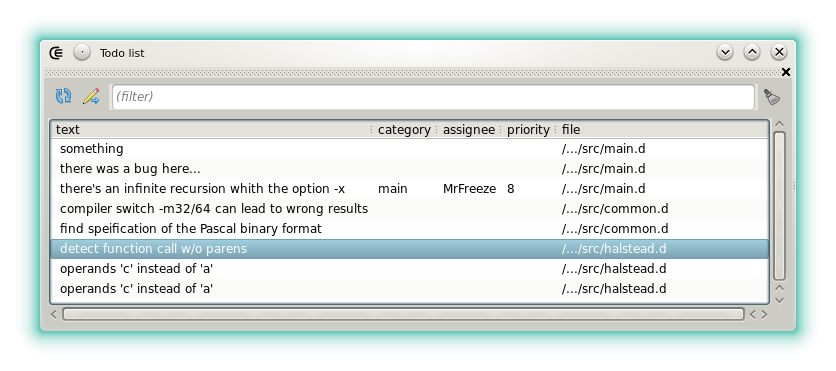 Todo list
(filter)
text category assignee priority file
something /.../src/main.d
there was a bug here... /.../src/main.d
there's an infinite recursion whith the option -x main MrFreeze 8 /.../src/main.d
compiler switch -m32/64 can lead to wrong results /.../src/common.d
find speification of the Pascal binary format /.../src/common.d
detect function call w/o parens /.../src/halstead.d
operands 'c' instead of 'a' /.../src/halstead.d
operands 'c' instead of 'a' /.../src/halstead.d